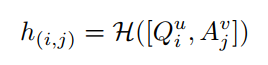 $h_{(i,j)} = \mathcal{H}([Q_i^u, A_j^v])$